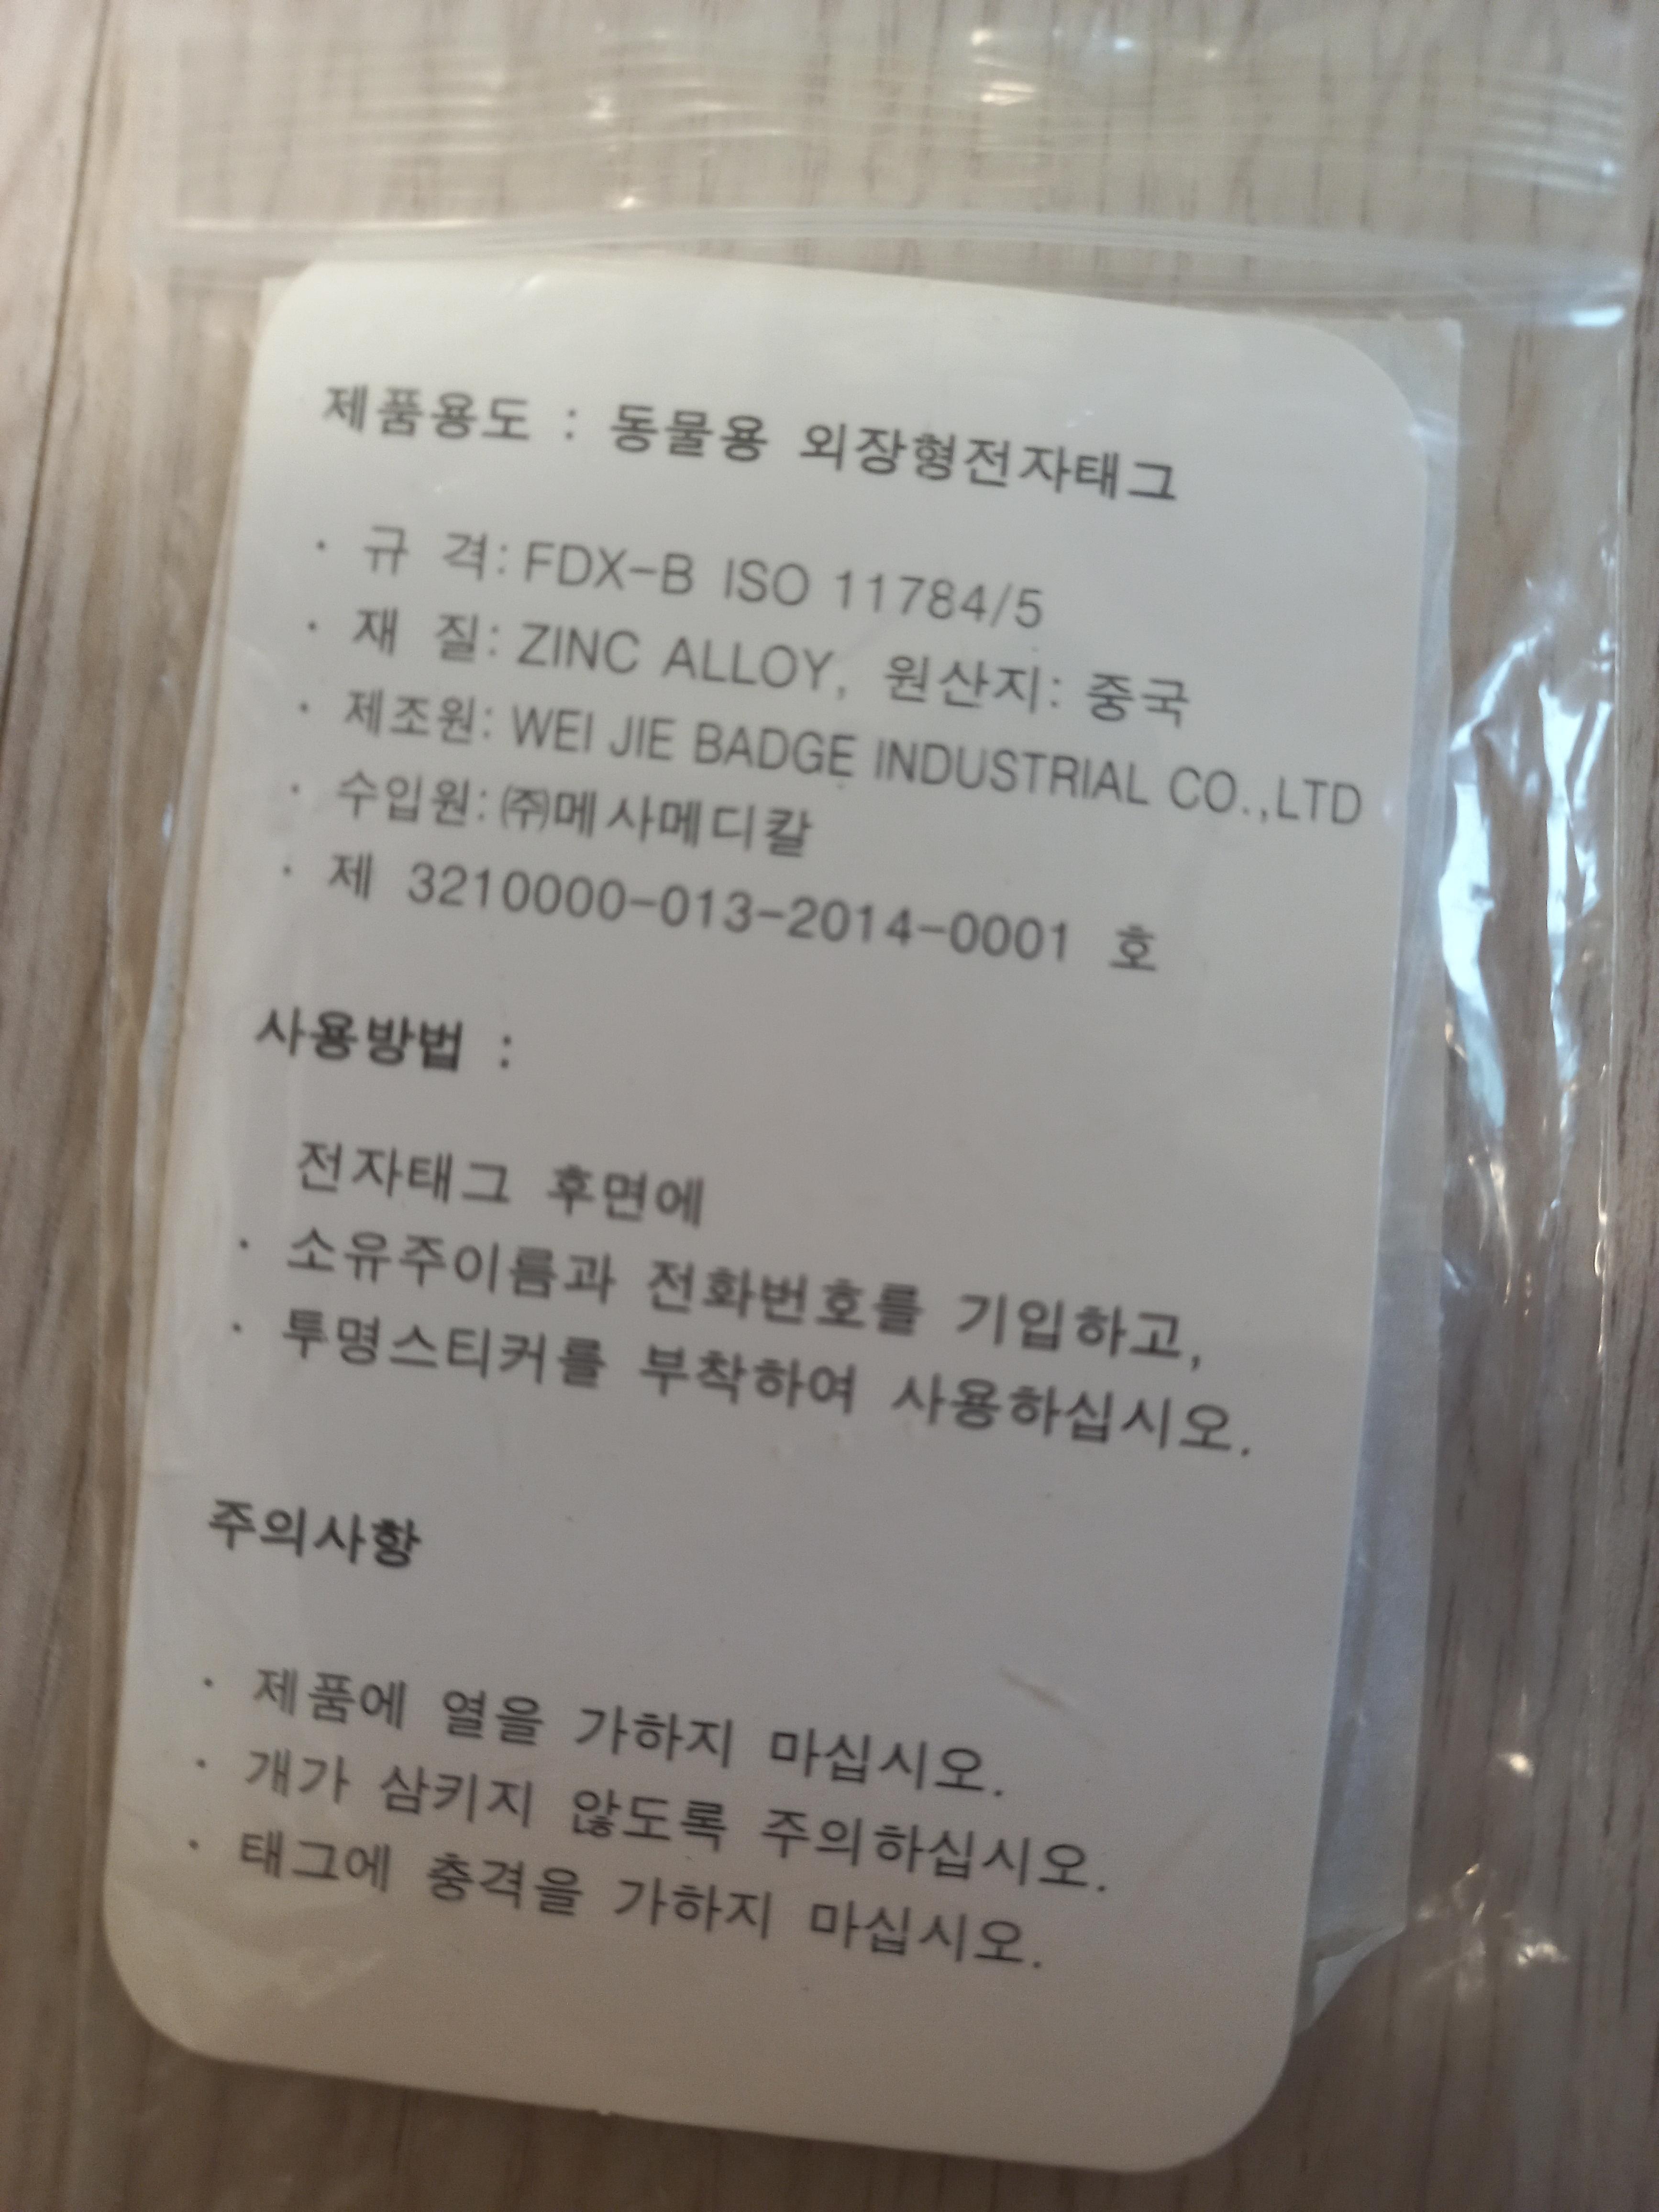 제품용도 : 동물용 외장형전자태그
· 규 격: FDX-B ISO 11784/5
· 재 질: ZINC ALLOY, 원산지: 중국
· 제조원: WEI JIE BADGE INDUSTRIAL CO.,LTD
· 수입원: ㈜메사메디칼
· 제 3210000-013-2014-0001 호
사용방법 :
전자태그 후면에
· 소유주이름과 전화번호를 기입하고,
· 투명스티커를 부착하여 사용하십시오.
주의사항
· 제품에 열을 가하지 마십시오.
· 개가 삼키지 않도록 주의하십시오.
· 태그에 충격을 가하지 마십시오.